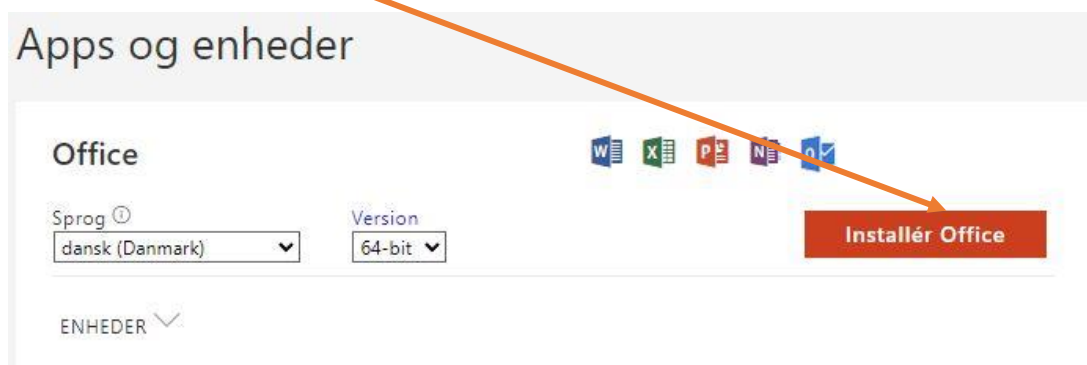 Apps og enheder
Office
W X P N O
Sprog
Version
dansk (Danmark)
64-bit
Installér Office
ENHEDER